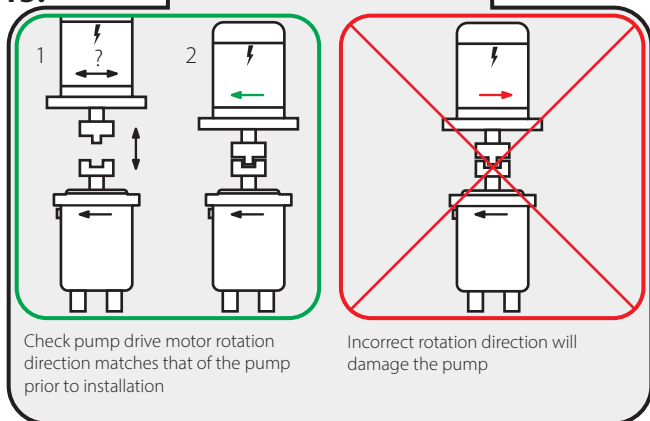 1
?
2
Check pump drive motor rotation
direction matches that of the pump
prior to installation
Incorrect rotation direction will
damage the pump